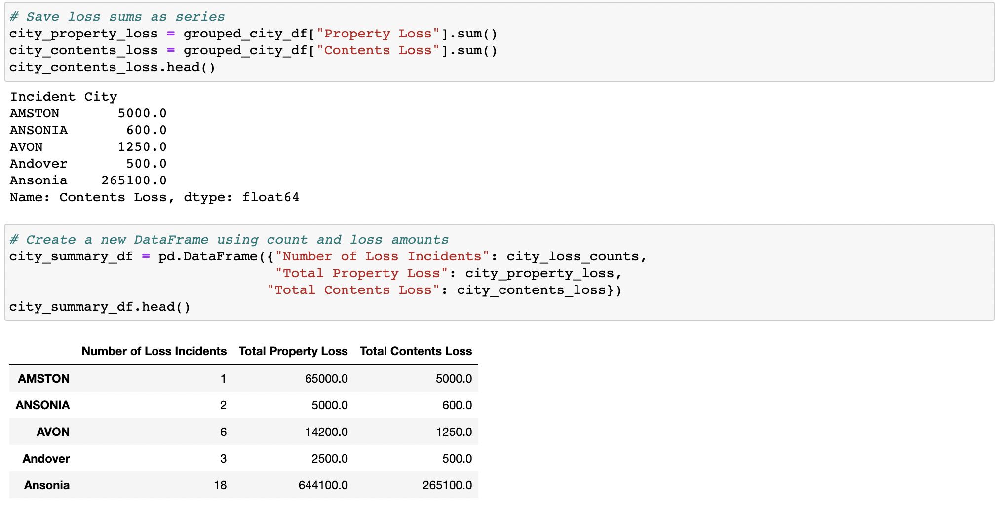 # Save loss sums as series
city_property_loss = grouped_city_df["Property Loss"].sum()
city_contents_loss = grouped_city_df["Contents Loss"].sum()
city_contents_loss.head()
Incident City
AMSTON       5000.0
ANSONIA       600.0
AVON         1250.0
Andover       500.0
Ansonia    265100.0
Name: Contents Loss, dtype: float64
# Create a new DataFrame using count and loss amounts
city_summary_df = pd.DataFrame({"Number of Loss Incidents": city_loss_counts,
                                "Total Property Loss": city_property_loss,
                               "Total Contents Loss": city_contents_loss})
city_summary_df.head()
Number of Loss Incidents Total Property Loss Total Contents Loss
AMSTON 1 65000.0 5000.0
ANSONIA 2 5000.0 600.0
AVON 6 14200.0 1250.0
Andover 3 2500.0 500.0
Ansonia 18 644100.0 265100.0